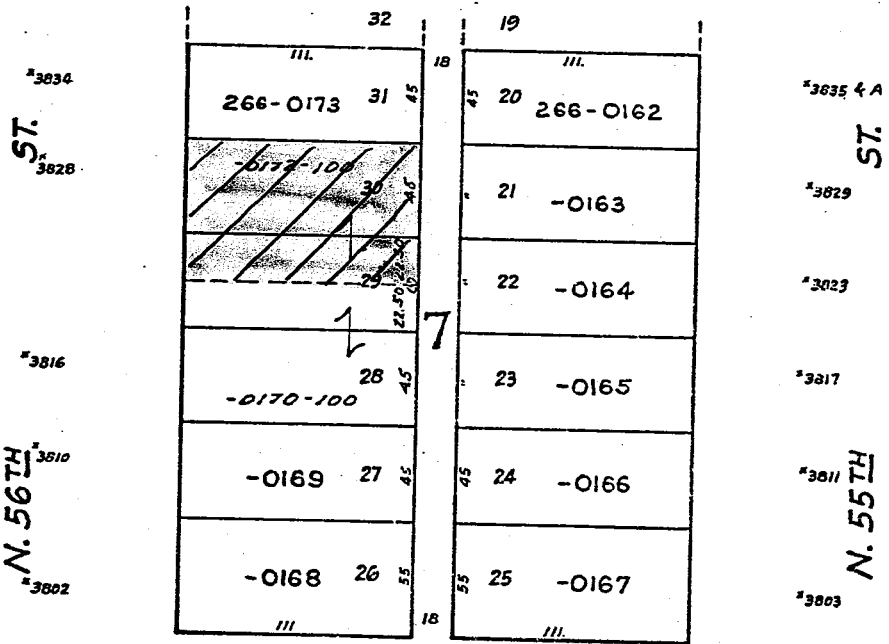 32 19
111. 18 111.
*3834 266-0173 31 45 45 20 266-0162 *3835 & A
ST. ST.
*3828 -0172-100 30 45 " 21 -0163 *3829
29 22.50 22.50 " 22 -0164 *3823
7
*3816 28 45 " 23 -0165 *3817
-0170-100
*3810 -0169 27 45 45 24 -0166 *3811
N. 56TH N. 55TH
*3802 -0168 26 55 55 25 -0167 *3803
111 18 111.